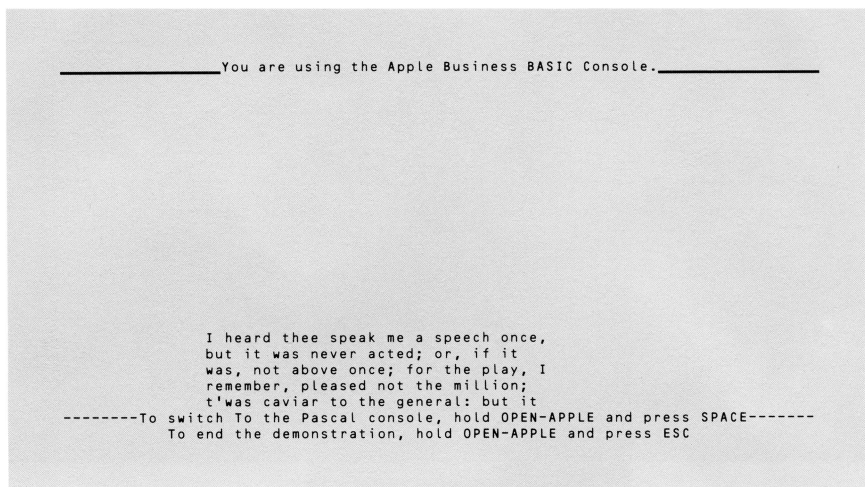 You are using the Apple Business BASIC Console.
I heard thee speak me a speech once,
but it was never acted; or, if it
was, not above once; for the play, I
remember, pleased not the million;
t'was caviar to the general: but it
--------To switch To the Pascal console, hold OPEN-APPLE and press SPACE-------
To end the demonstration, hold OPEN-APPLE and press ESC